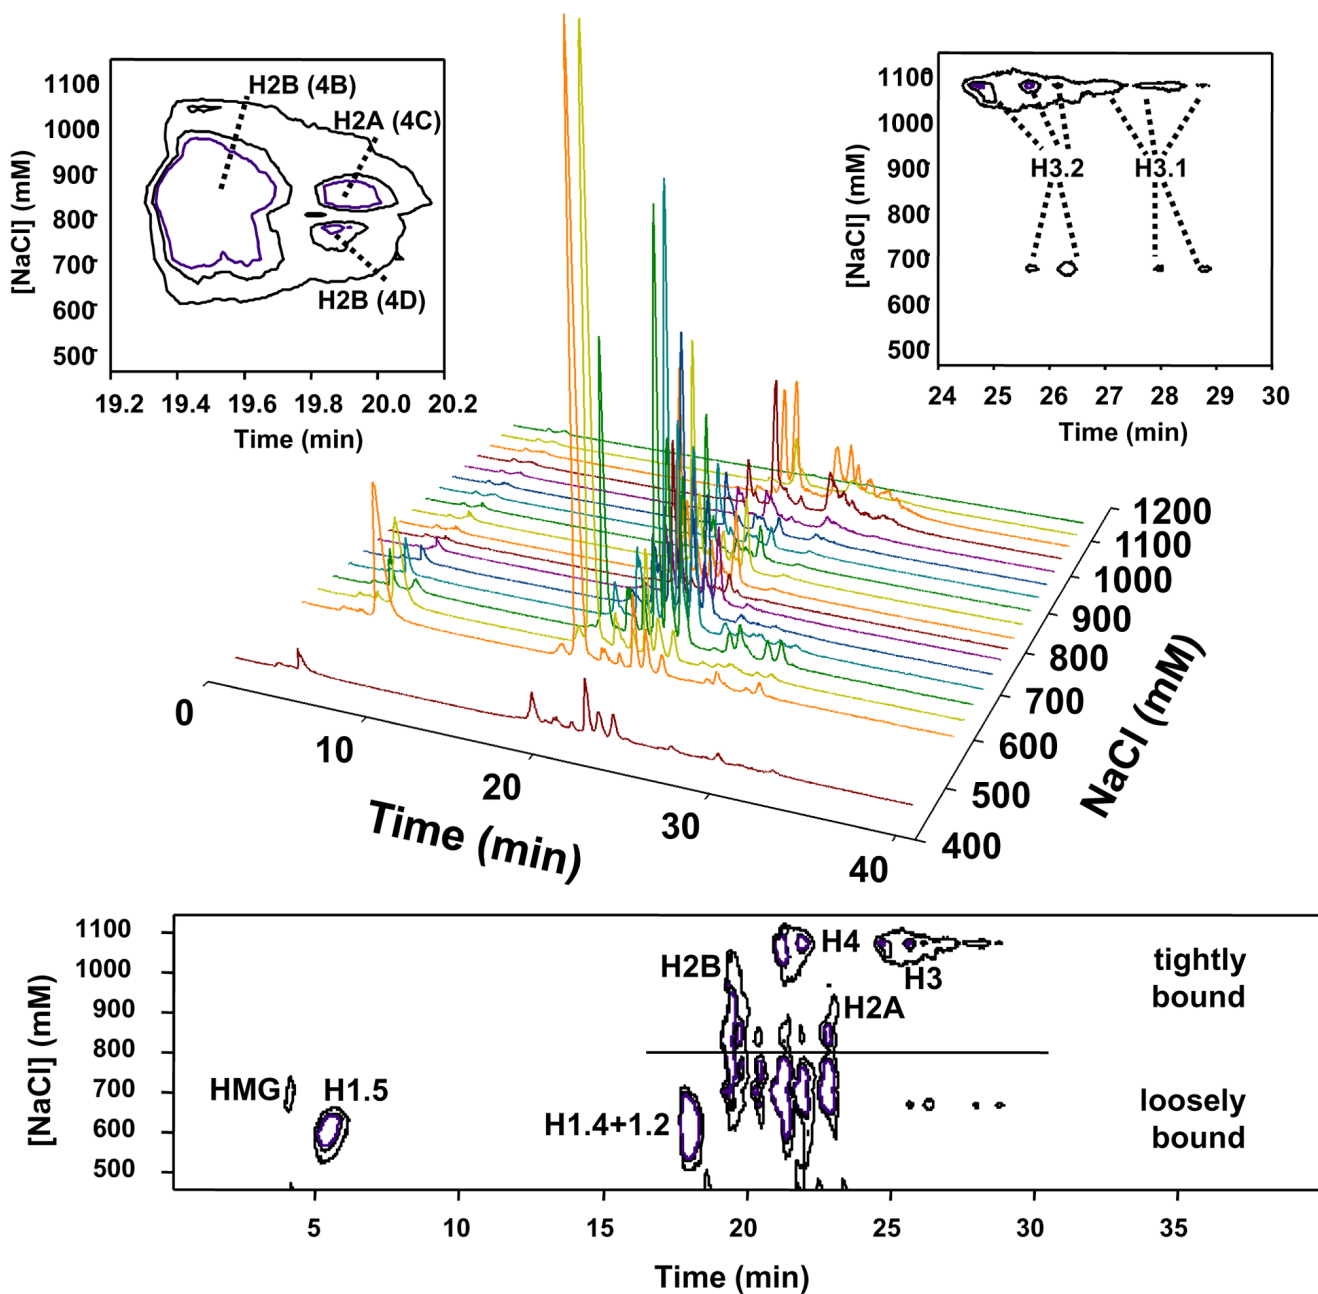 1100
1000
900
800
700
600
500
[NaCl] (mM)
H2B (4B)
H2A (4C)
H2B (4D)
19.2 19.4 19.6 19.8 20.0 20.2
Time (min)
1100
1000
900
800
700
600
500
[NaCl] (mM)
H3.2 H3.1
24 25 26 27 28 29 30
Time (min)
0
10
20
30
40
Time (min)
1200
1100
1000
900
800
700
600
500
400
NaCl (mM)
1100
1000
900
800
700
600
500
[NaCl] (mM)
HMG
H1.5
H1.4+1.2
H2B
H4
H3
H2A
tightly
bound
loosely
bound
5 10 15 20 25 30 35
Time (min)